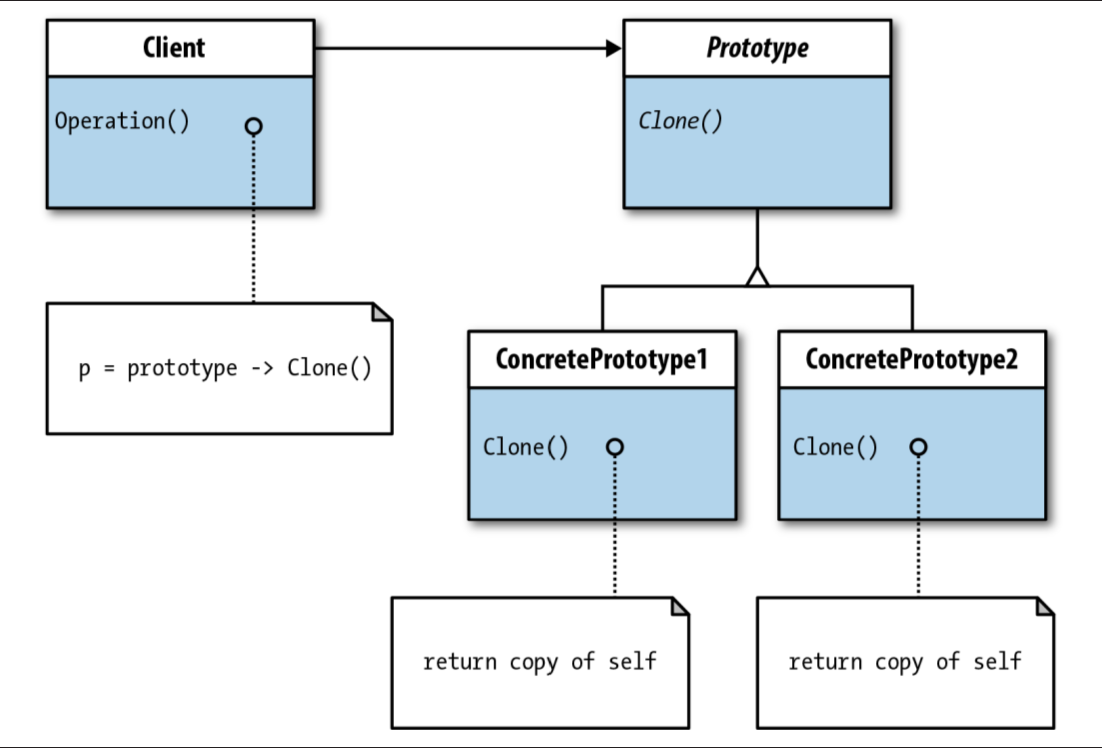 Client
Prototype
Operation()
Clone()
p = prototype -> Clone()
ConcretePrototype1
ConcretePrototype2
Clone()
Clone()
return copy of self
return copy of self